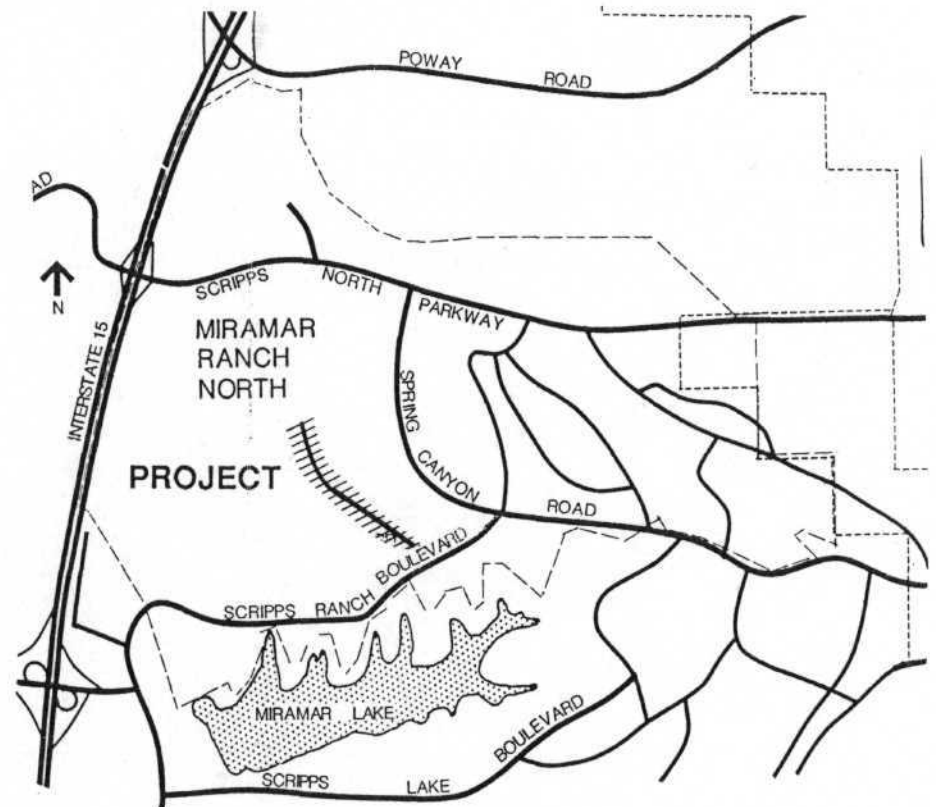 POWAY ROAD
AD
N
SCRIPPS NORTH PARKWAY
INTERSTATE 15
MIRAMAR
RANCH
NORTH
SPRING CANYON ROAD
PROJECT
SCRIPPS RANCH BOULEVARD
MIRAMAR LAKE
SCRIPPS LAKE BOULEVARD